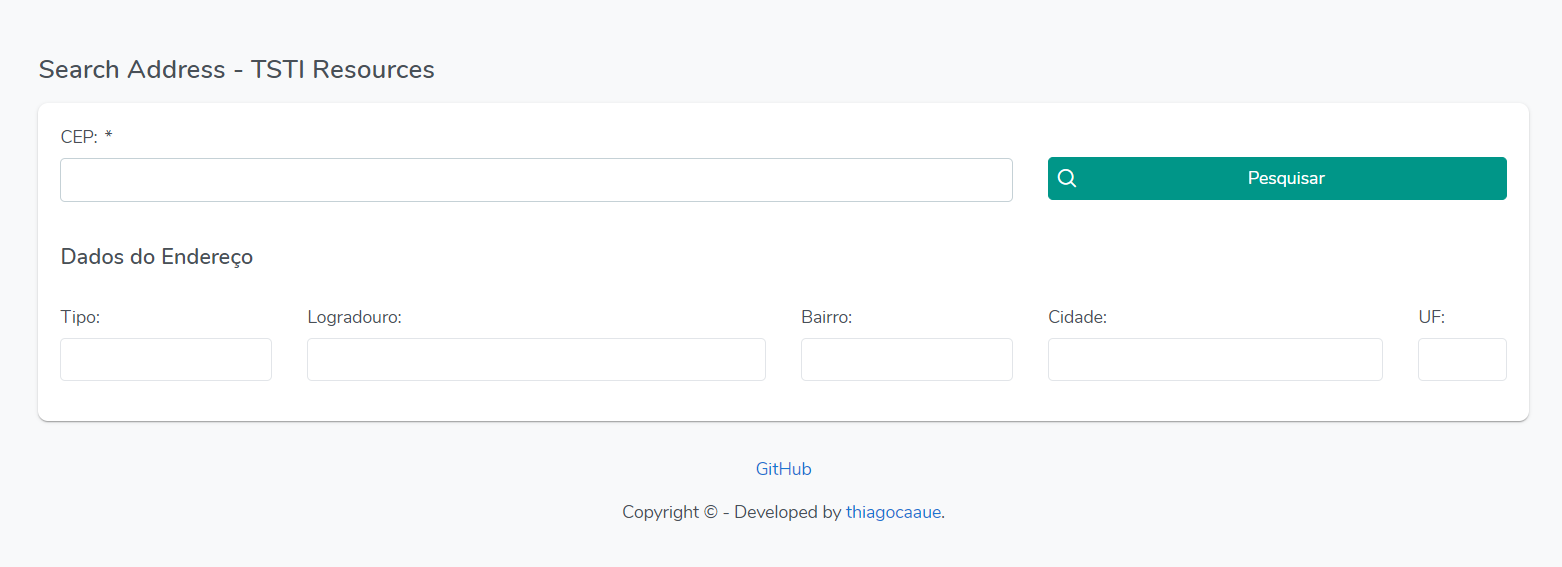 Search Address - TSTI Resources
CEP: *
Pesquisar
Dados do Endereço
Tipo: Logradouro: Bairro: Cidade: UF:
GitHub
Copyright © - Developed by thiagocaaue.